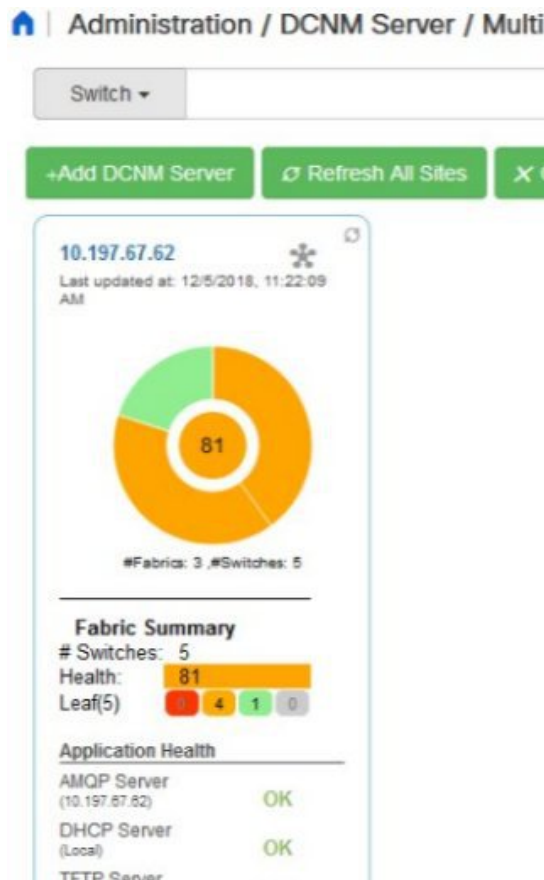 Administration / DCNM Server / Multi
Switch
+Add DCNM Server Refresh All Sites
10.197.67.62
Last updated at: 12/5/2018, 11:22:09
AM
81
#Fabrics: 3 ,#Switches: 5
Fabric Summary
# Switches: 5
Health: 81
Leaf(5) 0 4 1 0
Application Health
AMQP Server
(10.197.67.62) OK
DHCP Server
(Local) OK
TFTP Server